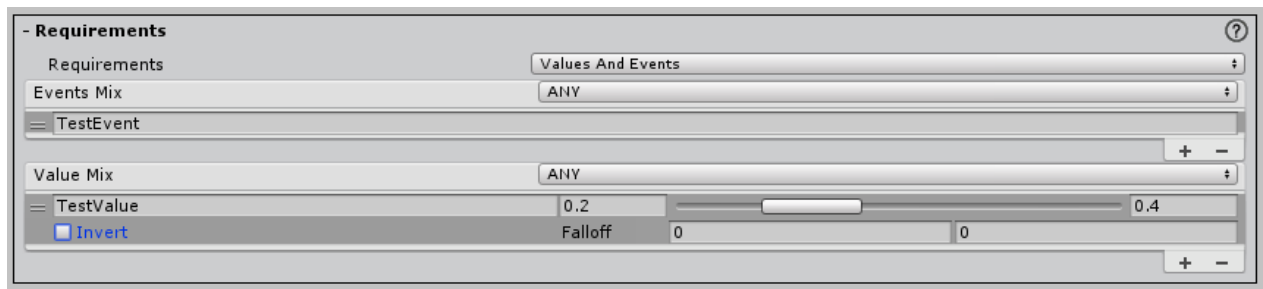 - Requirements ?
Requirements Values And Events
Events Mix ANY
= TestEvent
+ −
Value Mix ANY
= TestValue 0.2 0.4
Invert Falloff 0 0
+ −